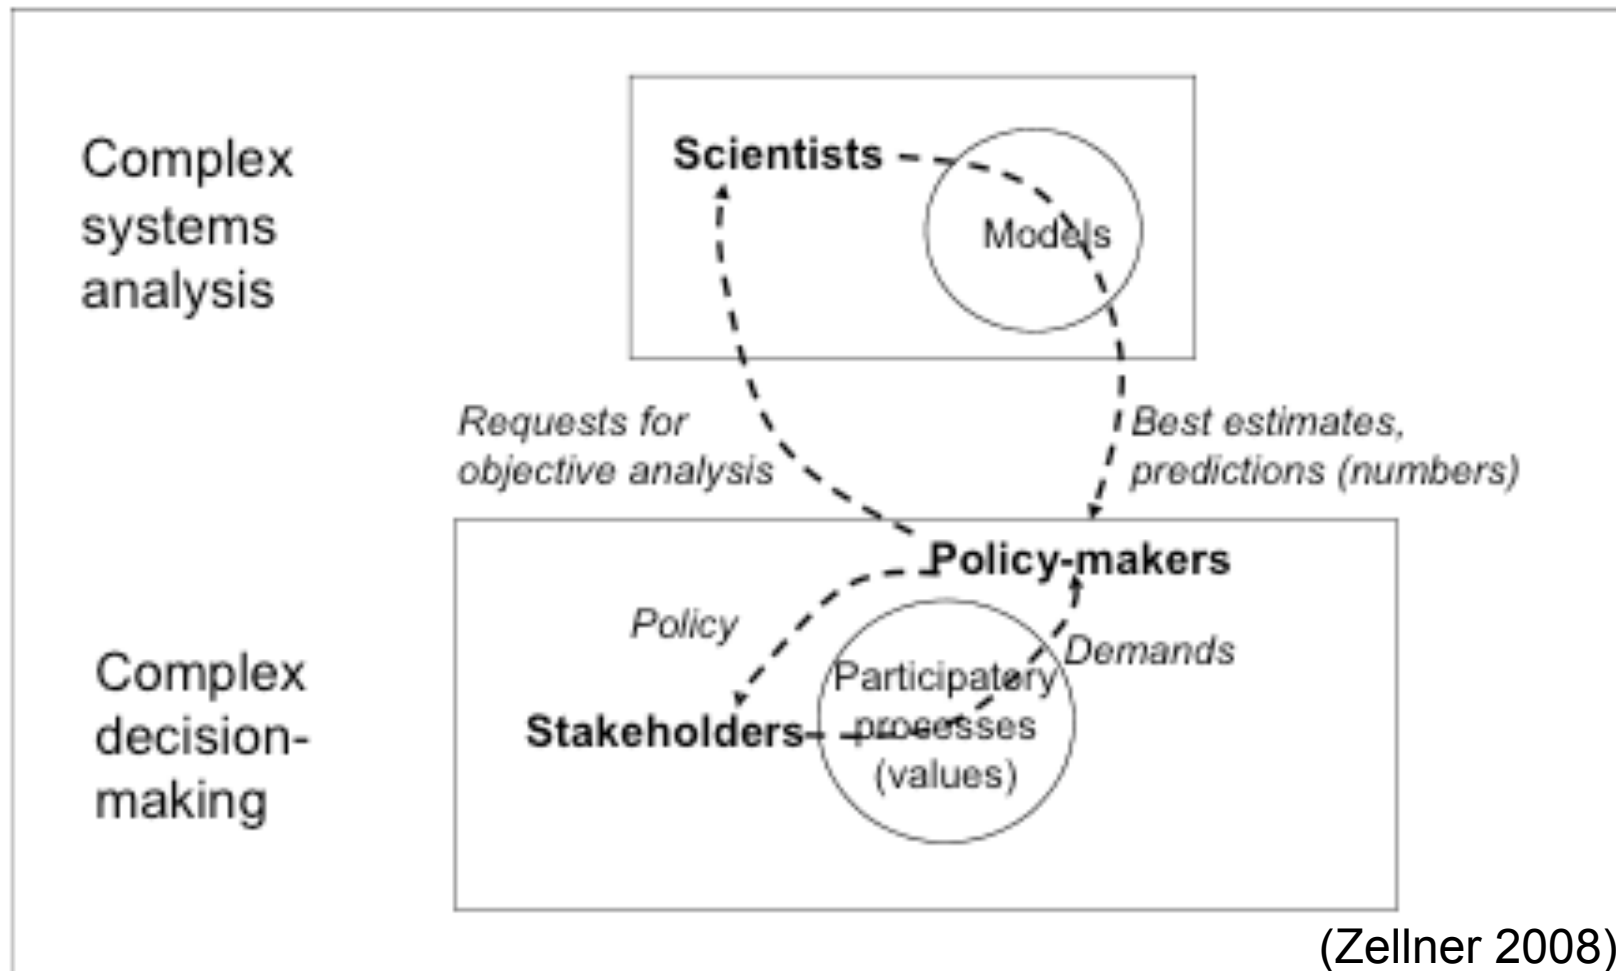 Complex
systems
analysis
Scientists
Models
Requests for
objective analysis
Best estimates,
predictions (numbers)
Policy-makers
Policy
Demands
Complex
decision-
making
Stakeholders
Participatory
processes
(values)
(Zellner 2008)